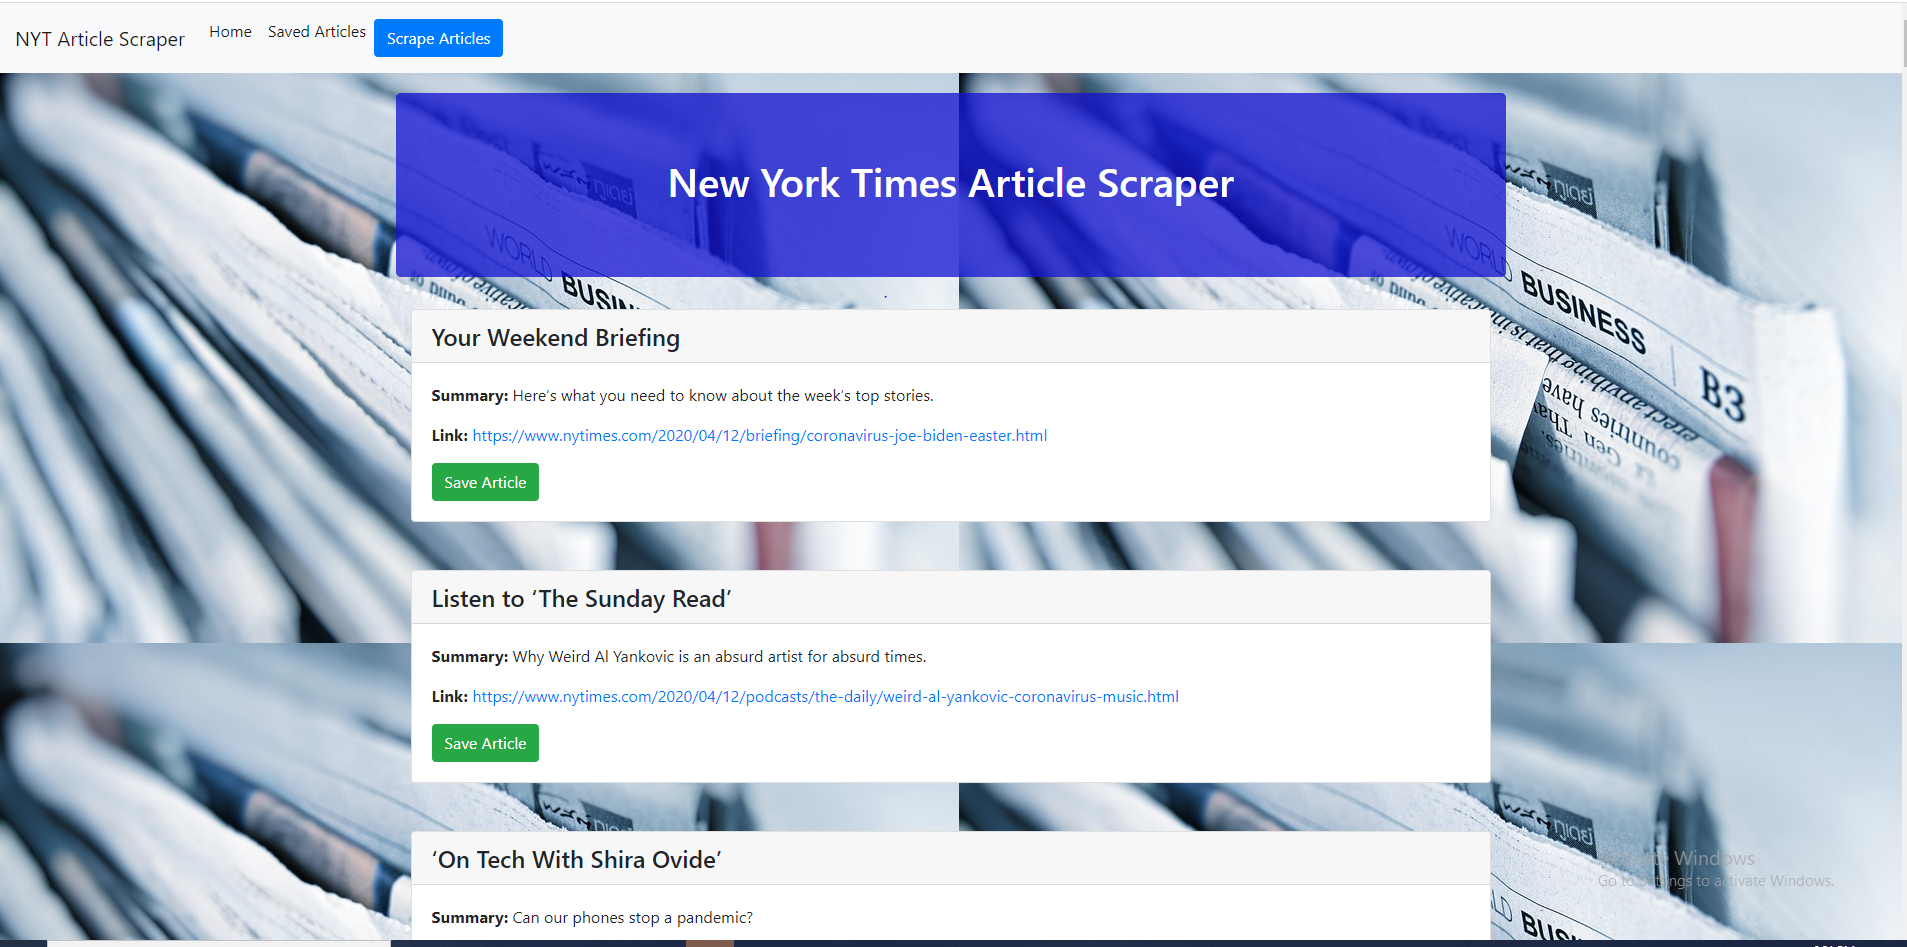 NYT Article Scraper Home Saved Articles Scrape Articles
New York Times Article Scraper
WORLD BUSINESS B3
Your Weekend Briefing
Summary: Here’s what you need to know about the week’s top stories.
Link: https://www.nytimes.com/2020/04/12/briefing/coronavirus-joe-biden-easter.html
Save Article
Listen to ‘The Sunday Read’
Summary: Why Weird Al Yankovic is an absurd artist for absurd times.
Link: https://www.nytimes.com/2020/04/12/podcasts/the-daily/weird-al-yankovic-coronavirus-music.html
Save Article
‘On Tech With Shira Ovide’
Summary: Can our phones stop a pandemic?
Windows
Go to Settings to activate Windows.